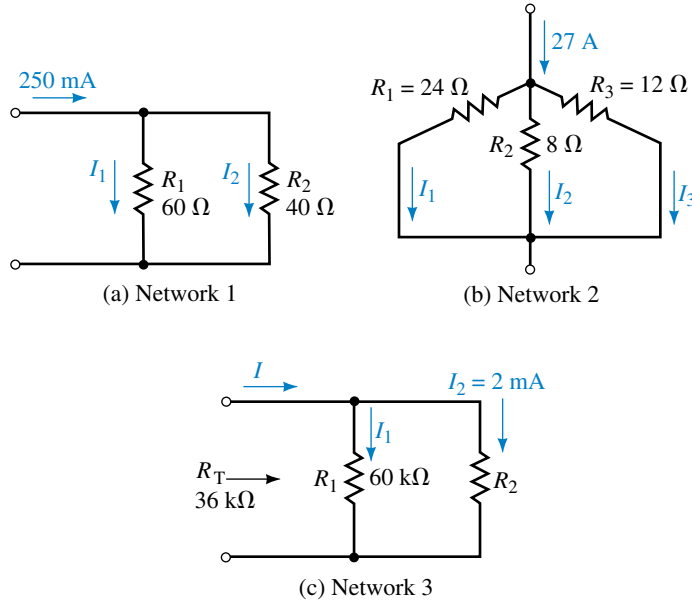 250 mA
I₁
R₁
60 Ω
I₂
R₂
40 Ω
(a) Network 1
27 A
R₁ = 24 Ω
R₃ = 12 Ω
R₂
8 Ω
I₁
I₂
I₃
(b) Network 2
I
I₂ = 2 mA
I₁
R_T
36 kΩ
R₁
60 kΩ
R₂
(c) Network 3